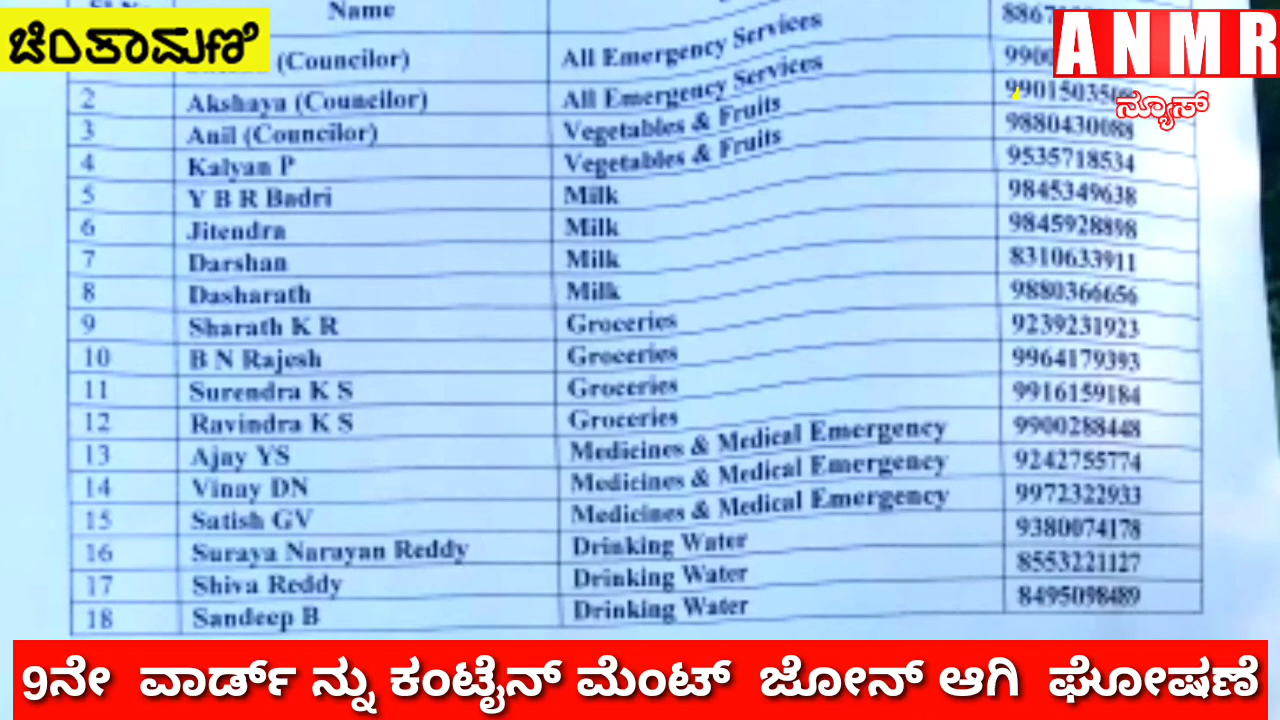 ಚಿಂತಾಮಣಿ
ANMR
ನ್ಯೂಸ್
Name
(Councilor) All Emergency Services
2 Akshaya (Councilor) All Emergency Services
3 Anil (Councilor) Vegetables & Fruits
4 Kalyan P Vegetables & Fruits 9880430088
5 Y B R Badri Milk 9535718534
6 Jitendra Milk 9845349638
7 Darshan Milk 9845928898
8 Dasharath Milk 8310633911
9 Sharath K R Groceries 9880366656
10 B N Rajesh Groceries 9239231923
11 Surendra K S Groceries 9964179393
12 Ravindra K S Groceries 9916159184
13 Ajay YS Medicines & Medical Emergency 9900288448
14 Vinay DN Medicines & Medical Emergency 9242755774
15 Satish GV Medicines & Medical Emergency 9972322933
16 Suraya Narayan Reddy Drinking Water 9380074178
17 Shiva Reddy Drinking Water 8553221127
18 Sandeep B Drinking Water 8495098489
9ನೇ ವಾರ್ಡ್ ನ್ನು ಕಂಟೈನ್ ಮೆಂಟ್ ಜೋನ್ ಆಗಿ ಘೋಷಣೆ